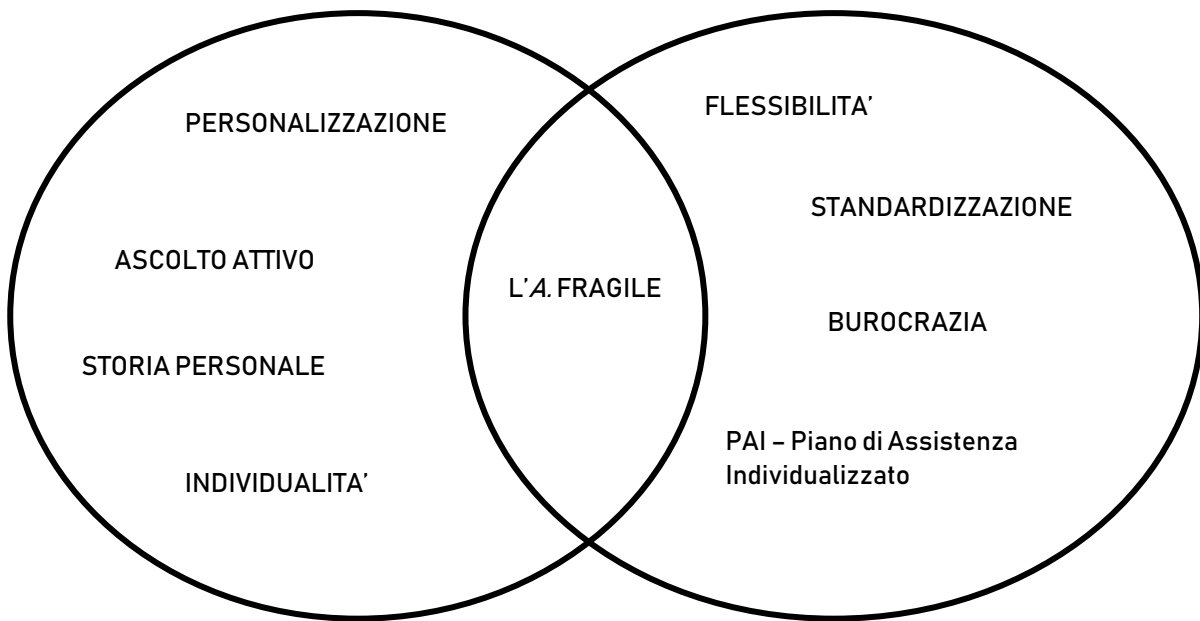 PERSONALIZZAZIONE
ASCOLTO ATTIVO
STORIA PERSONALE
INDIVIDUALITA’
L’A. FRAGILE
FLESSIBILITA’
STANDARDIZZAZIONE
BUROCRAZIA
PAI – Piano di Assistenza
Individualizzato